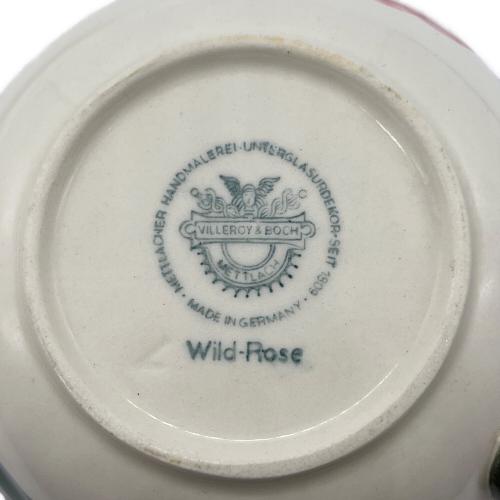 METTLACHER HANDMALEREI-UNTERGLASURDEKOR-SEIT 1809
VILLEROY & BOCH
METTLACH
· MADE IN GERMANY ·
Wild-Rose